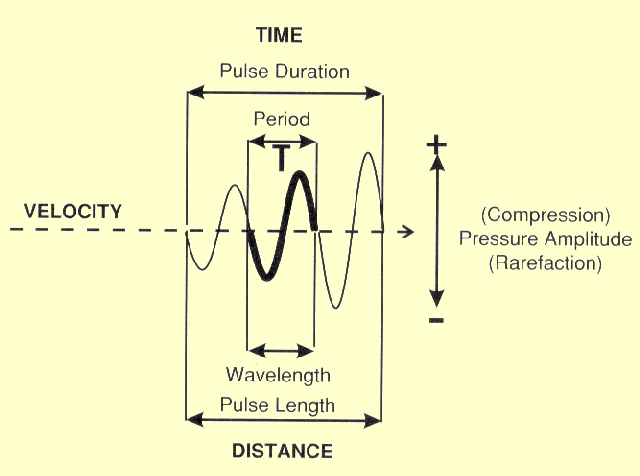 TIME
Pulse Duration
Period
T
+
VELOCITY
(Compression)
Pressure Amplitude
(Rarefaction)
-
Wavelength
Pulse Length
DISTANCE